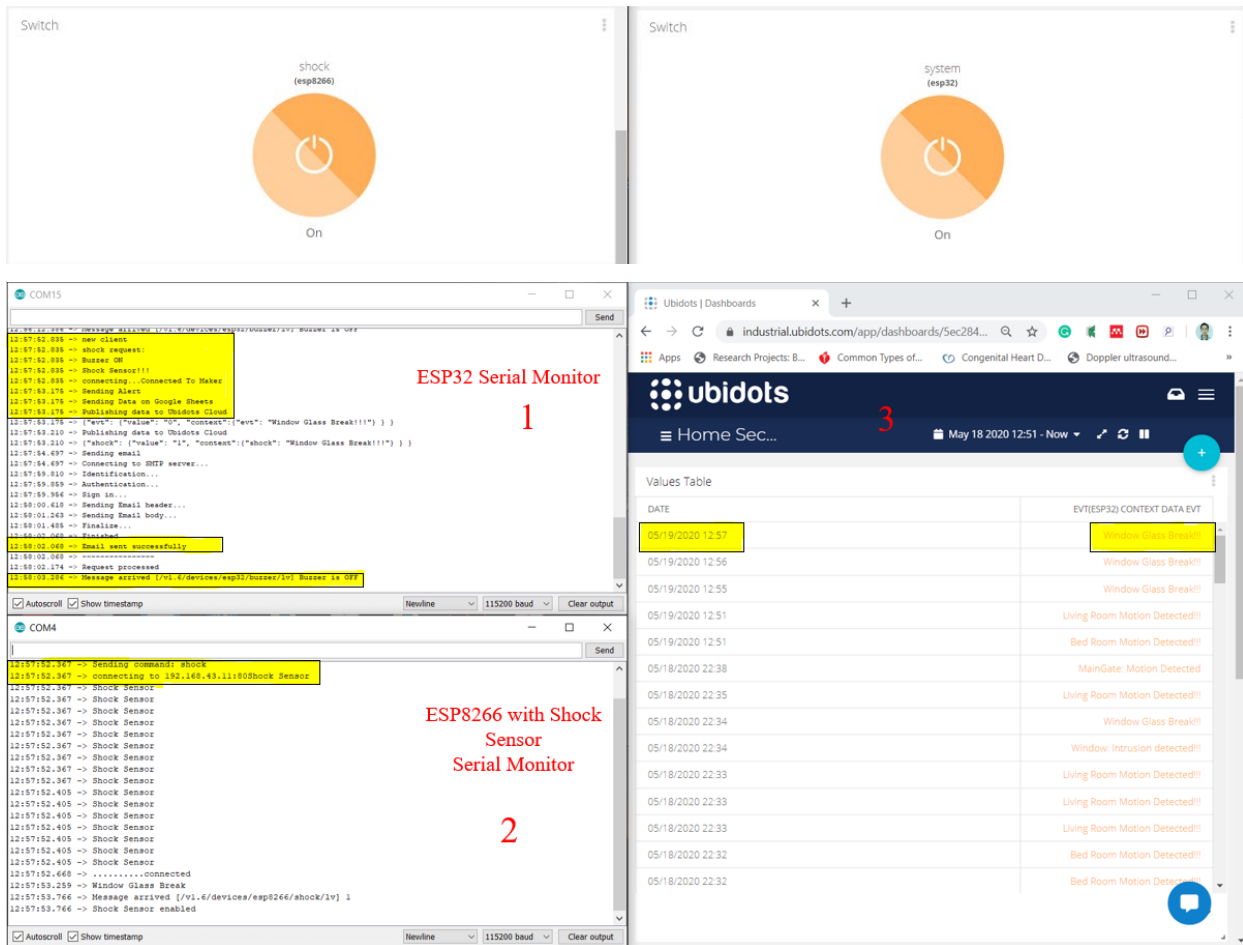 Switch
shock
(esp8266)
On
Switch
system
(esp32)
On
COM15
Send
12:57:52.835 -> new client
12:57:52.835 -> shock request:
12:57:52.835 -> Buzzer ON
12:57:52.835 -> Shock Sensor!!!
12:57:52.835 -> connecting...Connected To Maker
12:57:53.175 -> Sending Alert
12:57:53.175 -> Sending Data on Google Sheets
12:57:53.175 -> Publishing data to Ubidots Cloud
12:57:53.175 -> {"evt": {"value": "0", "context":{"evt": "Window Glass Break!!!"} } }
12:57:53.210 -> Publishing data to Ubidots Cloud
12:57:53.210 -> {"shock": {"value": "1", "context":{"shock": "Window Glass Break!!!"} } }
12:57:54.697 -> Sending email
12:57:54.697 -> Connecting to SMTP server...
12:57:59.810 -> Identification...
12:57:59.859 -> Authentication...
12:57:59.956 -> Sign in...
12:58:00.618 -> Sending Email header...
12:58:01.263 -> Sending Email body...
12:58:01.485 -> Finalize...
12:58:02.068 -> Finished
12:58:02.068 -> Email sent successfully
12:58:02.068 -> ----------------
12:58:02.174 -> Request processed
12:58:03.286 -> Message arrived [/v1.6/devices/esp32/buzzer/lv] Buzzer is OFF
ESP32 Serial Monitor
1
Autoscroll Show timestamp Newline 115200 baud Clear output
COM4
Send
12:57:52.367 -> Sending command: shock
12:57:52.367 -> connecting to 192.168.43.11:80Shock Sensor
12:57:52.367 -> Shock Sensor
12:57:52.367 -> Shock Sensor
12:57:52.367 -> Shock Sensor
12:57:52.367 -> Shock Sensor
12:57:52.367 -> Shock Sensor
12:57:52.367 -> Shock Sensor
12:57:52.367 -> Shock Sensor
12:57:52.367 -> Shock Sensor
12:57:52.367 -> Shock Sensor
12:57:52.405 -> Shock Sensor
12:57:52.405 -> Shock Sensor
12:57:52.405 -> Shock Sensor
12:57:52.405 -> Shock Sensor
12:57:52.405 -> Shock Sensor
12:57:52.405 -> Shock Sensor
12:57:52.405 -> Shock Sensor
12:57:52.668 -> ..........connected
12:57:53.259 -> Window Glass Break
12:57:53.766 -> Message arrived [/v1.6/devices/esp8266/shock/lv] 1
12:57:53.766 -> Shock Sensor enabled
ESP8266 with Shock
Sensor
Serial Monitor
2
Autoscroll Show timestamp Newline 115200 baud Clear output
Ubidots | Dashboards
industrial.ubidots.com/app/dashboards/5ec284...
Apps Research Projects: B... Common Types of... Congenital Heart D... Doppler ultrasound...
ubidots
3
Home Sec... May 18 2020 12:51 - Now
Values Table
DATE EVT(ESP32) CONTEXT DATA EVT
05/19/2020 12:57 Window Glass Break!!!
05/19/2020 12:56 Window Glass Break!!!
05/19/2020 12:55 Window Glass Break!!!
05/19/2020 12:51 Living Room Motion Detected!!!
05/19/2020 12:51 Bed Room Motion Detected!!!
05/18/2020 22:38 MainGate: Motion Detected
05/18/2020 22:35 Living Room Motion Detected!!!
05/18/2020 22:34 Window Glass Break!!!
05/18/2020 22:34 Window: Intrusion detected!!!
05/18/2020 22:33 Living Room Motion Detected!!!
05/18/2020 22:33 Living Room Motion Detected!!!
05/18/2020 22:33 Living Room Motion Detected!!!
05/18/2020 22:32 Bed Room Motion Detected!!!
05/18/2020 22:32 Bed Room Motion Detected!!!